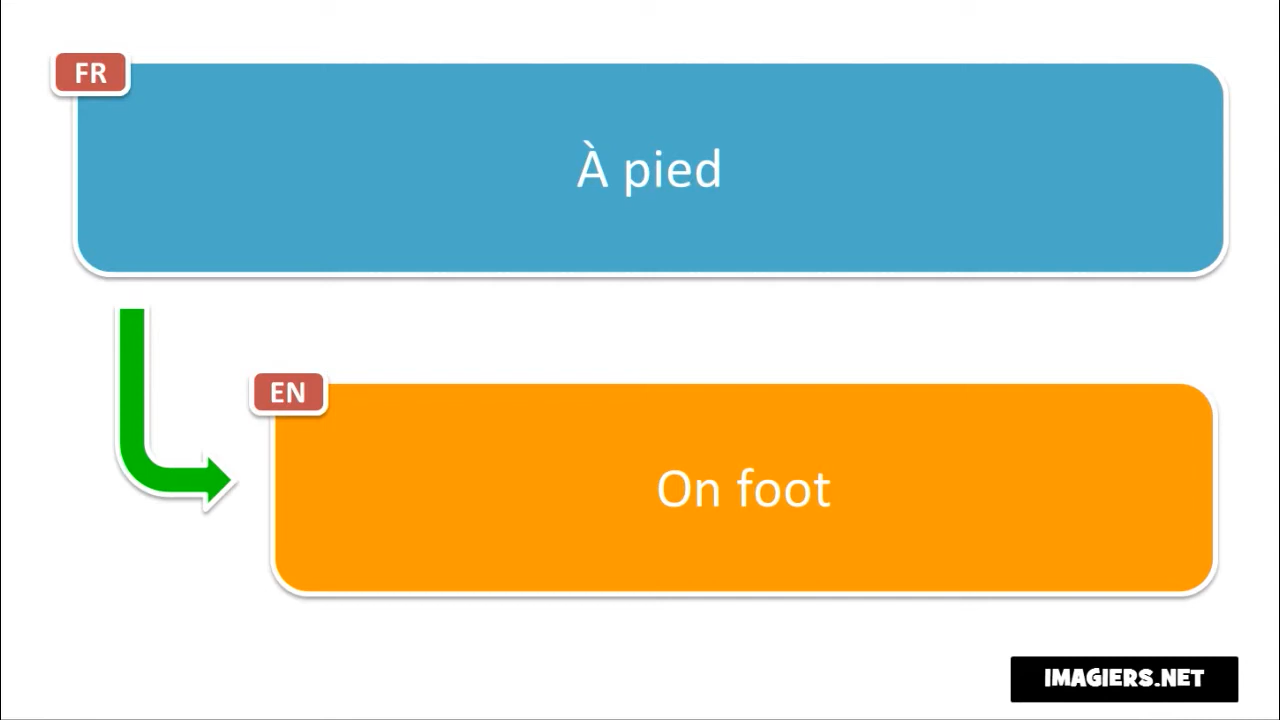 FR
À pied
EN
On foot
IMAGIERS.NET